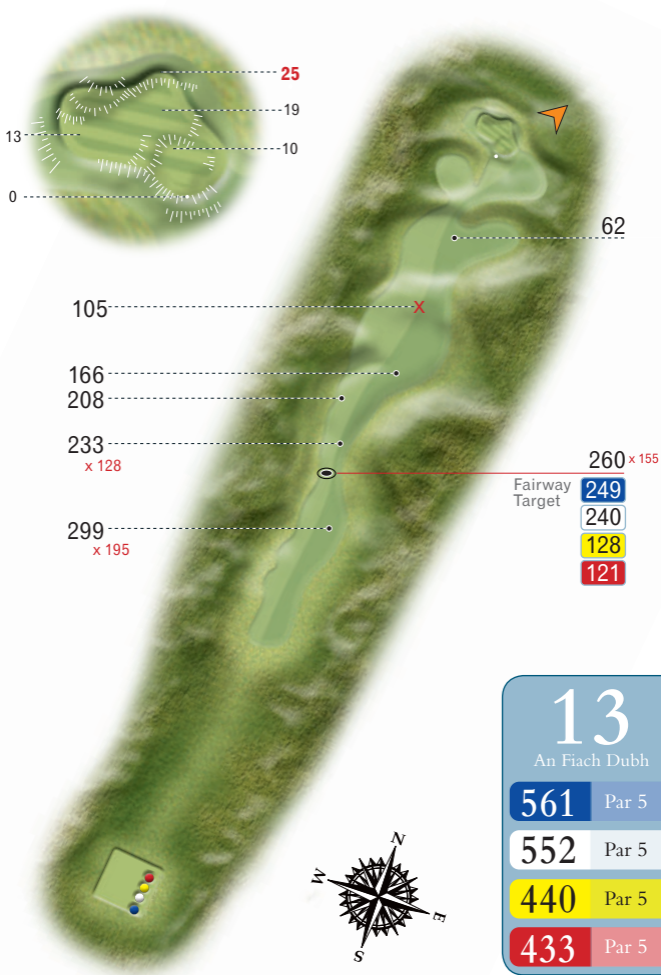 25
19
13
10
0
62
105
X
166
208
233
x 128
260 x 155
Fairway
Target
249
240
128
121
299
x 195
13
An Fiach Dubh
561 Par 5
552 Par 5
440 Par 5
433 Par 5
N
W
E
S